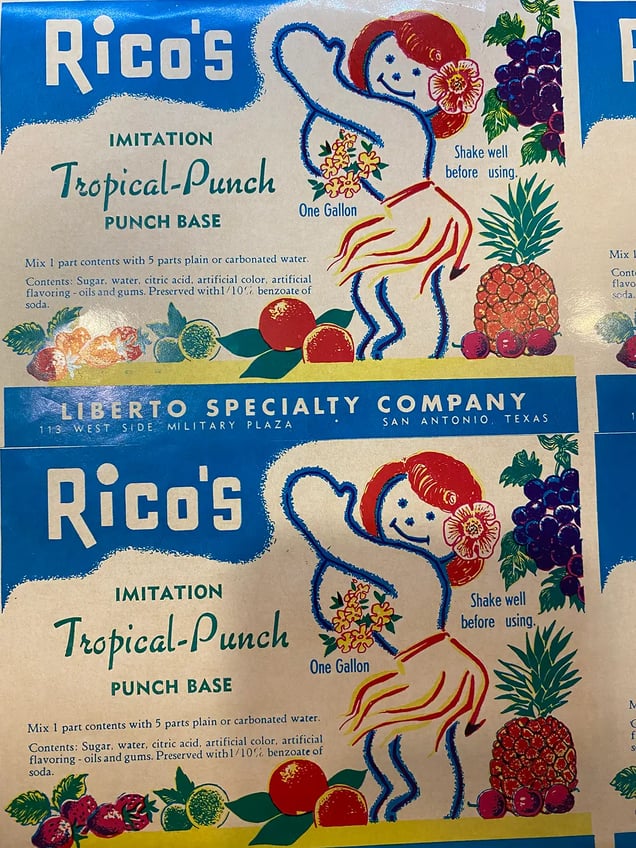 Rico's
IMITATION
Tropical-Punch
PUNCH BASE
One Gallon
Shake well
before using.
Mix 1 part contents with 5 parts plain or carbonated water.
Contents: Sugar, water, citric acid, artificial color, artificial
flavoring - oils and gums. Preserved with 1/10% benzoate of
soda.
LIBERTO SPECIALTY COMPANY
113 WEST SIDE MILITARY PLAZA • SAN ANTONIO, TEXAS
Rico's
IMITATION
Tropical-Punch
PUNCH BASE
One Gallon
Shake well
before using.
Mix 1 part contents with 5 parts plain or carbonated water.
Contents: Sugar, water, citric acid, artificial color, artificial
flavoring - oils and gums. Preserved with 1/10% benzoate of
soda.
Mix 1
flavo
soda.